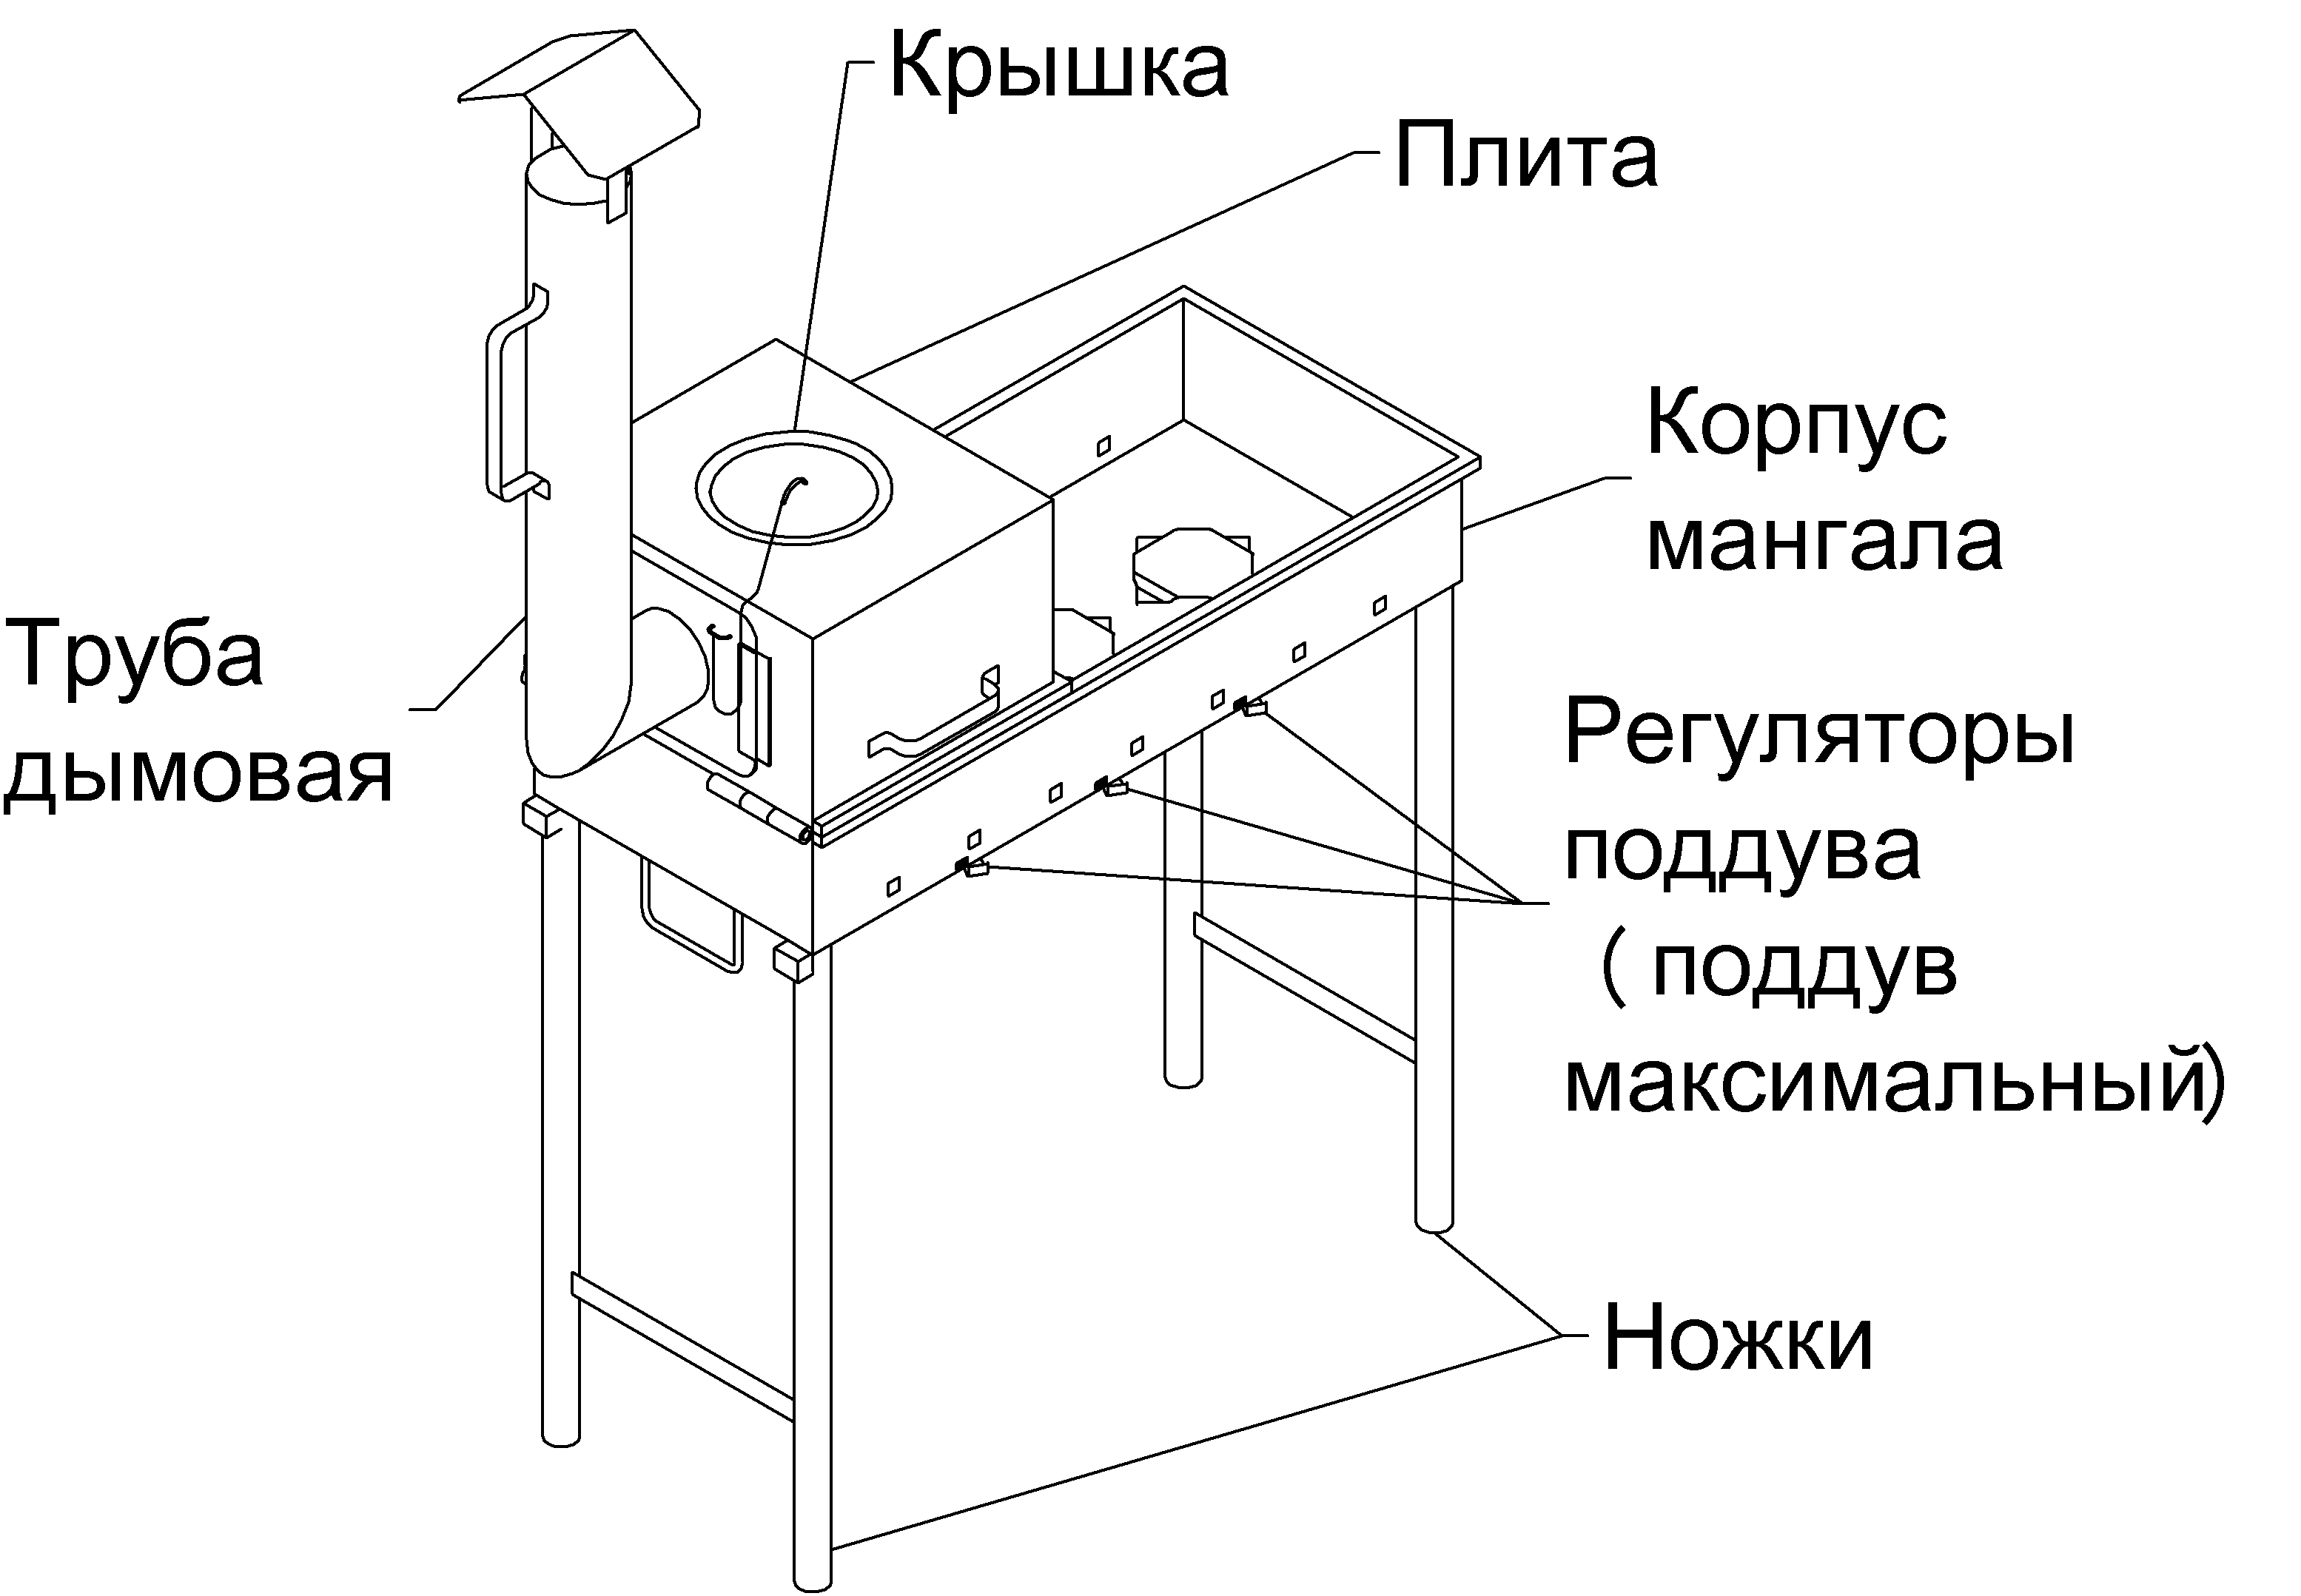 Крышка
Плита
Корпус
мангала
Труба
дымовая
Регуляторы
поддува
( поддув
максимальный)
Ножки